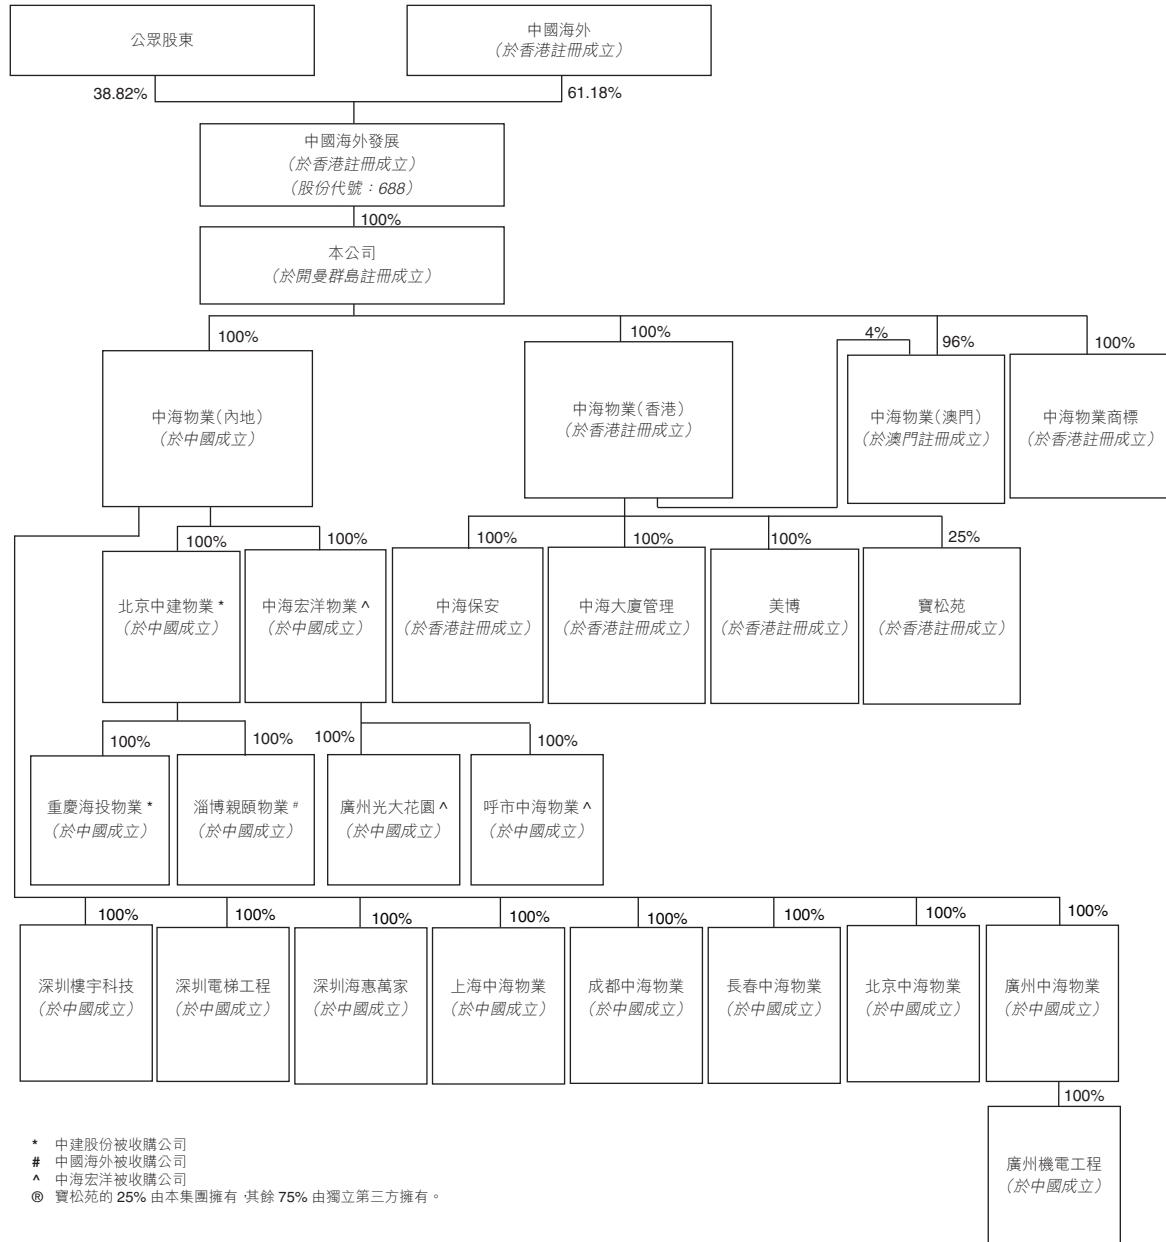 公眾股東
中國海外
（於香港註冊成立）
38.82%
61.18%
中國海外發展
（於香港註冊成立）
（股份代號：688）
100%
本公司
（於開曼群島註冊成立）
100%
100%
4%
96%
100%
中海物業（內地）
（於中國成立）
中海物業（香港）
（於香港註冊成立）
中海物業（澳門）
（於澳門註冊成立）
中海物業商標
（於香港註冊成立）
100%
100%
100%
100%
100%
25%
北京中建物業 *
（於中國成立）
中海宏洋物業 ^
（於中國成立）
中海保安
（於香港註冊成立）
中海大廈管理
（於香港註冊成立）
美博
（於香港註冊成立）
寶松苑
（於香港註冊成立）
100%
100%
100%
100%
重慶海投物業 *
（於中國成立）
淄博親頤物業 #
（於中國成立）
廣州光大花園 ^
（於中國成立）
呼市中海物業 ^
（於中國成立）
100%
100%
100%
100%
100%
100%
100%
100%
深圳樓宇科技
（於中國成立）
深圳電梯工程
（於中國成立）
深圳海惠萬家
（於中國成立）
上海中海物業
（於中國成立）
成都中海物業
（於中國成立）
長春中海物業
（於中國成立）
北京中海物業
（於中國成立）
廣州中海物業
（於中國成立）
100%
廣州機電工程
（於中國成立）
* 中建股份被收購公司
# 中國海外被收購公司
^ 中海宏洋被收購公司
® 寶松苑的 25% 由本集團擁有，其餘 75% 由獨立第三方擁有。